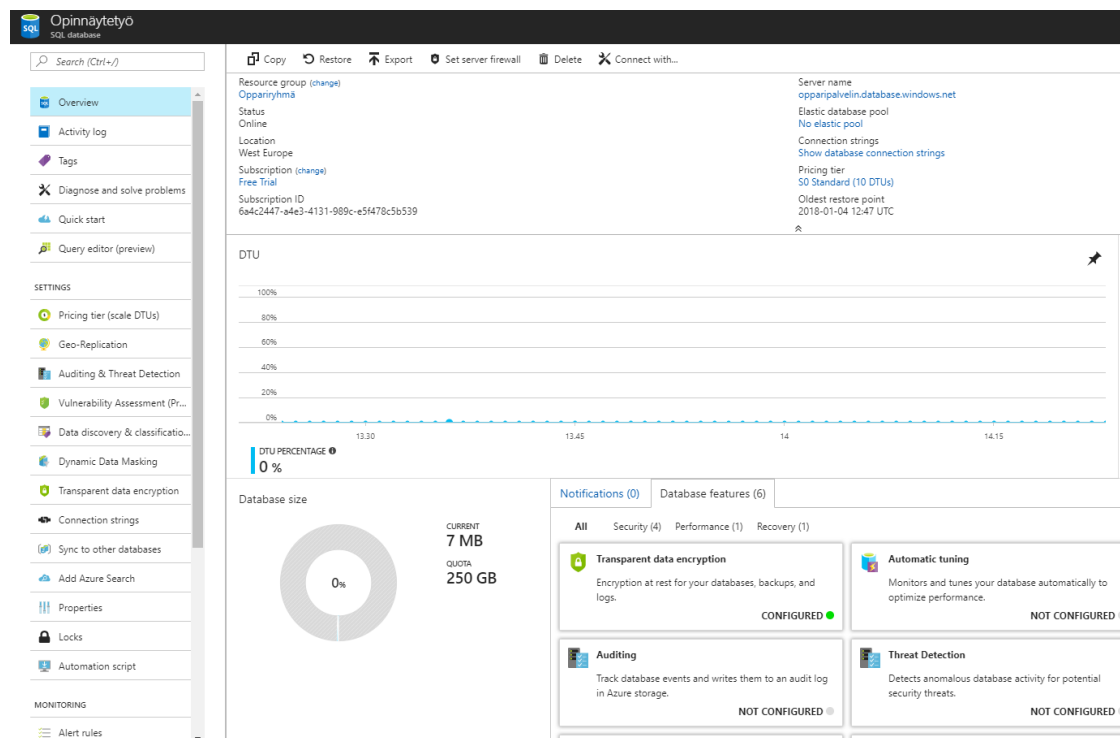 Opinnäytetyö
SQL database
Search (Ctrl+/)
Overview
Activity log
Tags
Diagnose and solve problems
Quick start
Query editor (preview)
SETTINGS
Pricing tier (scale DTUs)
Geo-Replication
Auditing & Threat Detection
Vulnerability Assessment (Pr...
Data discovery & classificatio...
Dynamic Data Masking
Transparent data encryption
Connection strings
Sync to other databases
Add Azure Search
Properties
Locks
Automation script
MONITORING
Alert rules
Copy Restore Export Set server firewall Delete Connect with...
Resource group (change)
Oppariryhmä
Status
Online
Location
West Europe
Subscription (change)
Free Trial
Subscription ID
6a4c2447-a4e3-4131-989c-e5f478c5b539
Server name
opparipalvelin.database.windows.net
Elastic database pool
No elastic pool
Connection strings
Show database connection strings
Pricing tier
S0 Standard (10 DTUs)
Oldest restore point
2018-01-04 12:47 UTC
DTU
100%
80%
60%
40%
20%
0%
13.30 13.45 14 14.15
DTU PERCENTAGE
0 %
Database size
0%
CURRENT
7 MB
QUOTA
250 GB
Notifications (0) Database features (6)
All Security (4) Performance (1) Recovery (1)
Transparent data encryption
Encryption at rest for your databases, backups, and
logs.
CONFIGURED
Automatic tuning
Monitors and tunes your database automatically to
optimize performance.
NOT CONFIGURED
Auditing
Track database events and writes them to an audit log
in Azure storage.
NOT CONFIGURED
Threat Detection
Detects anomalous database activity for potential
security threats.
NOT CONFIGURED